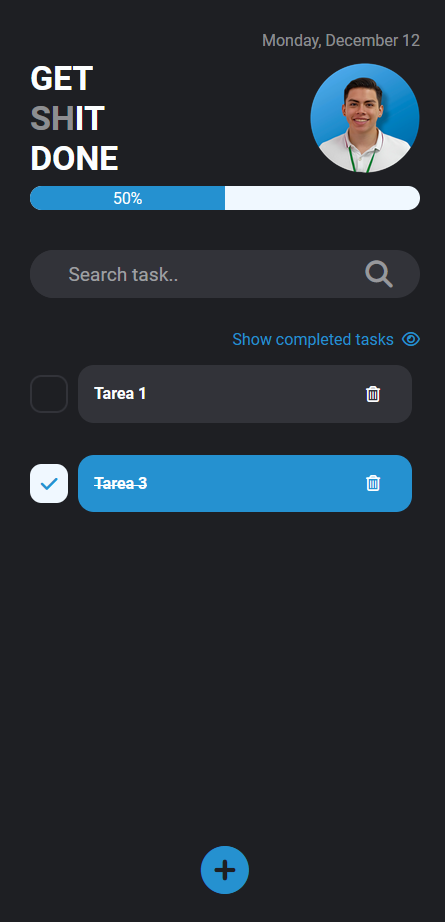 Monday, December 12
GET
SHIT
DONE
50%
Search task..
Show completed tasks
Tarea 1
Tarea 3